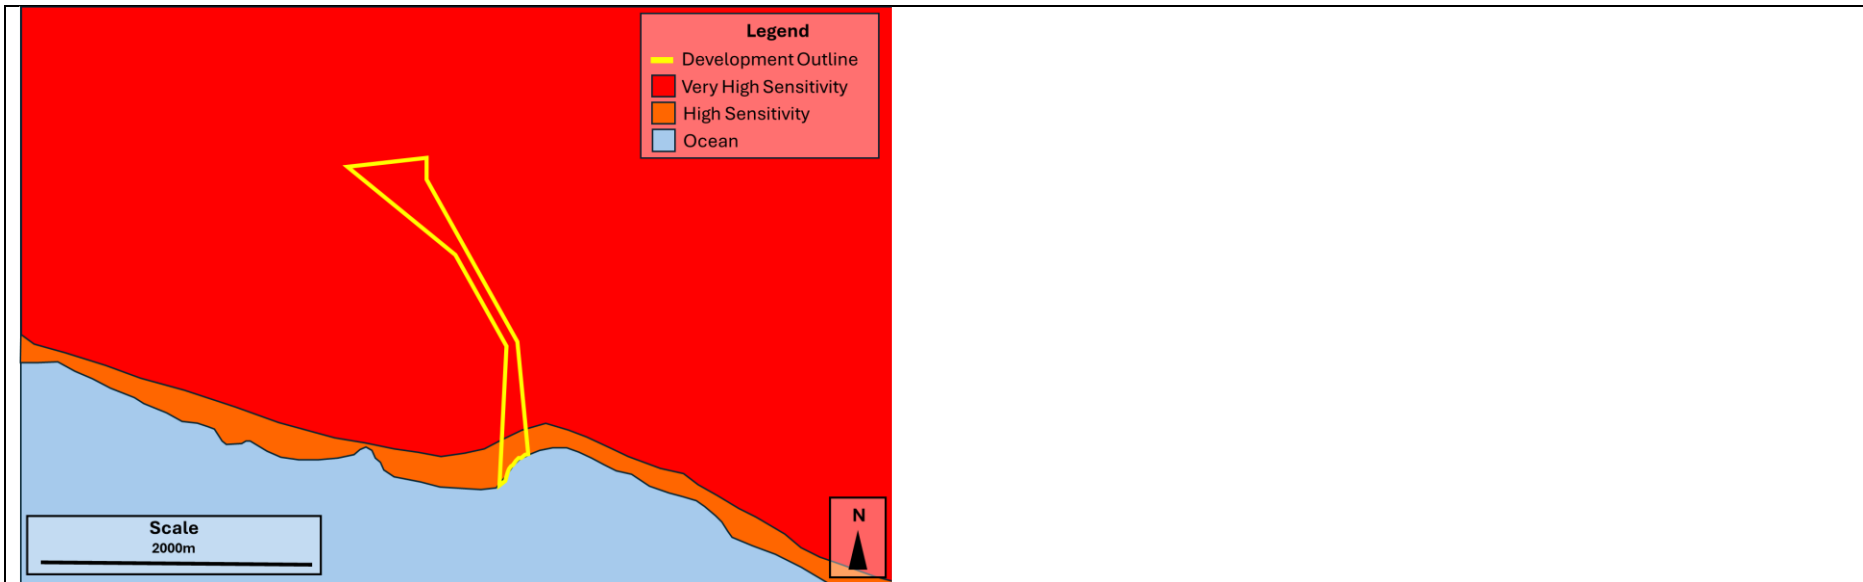 Legend
Development Outline
Very High Sensitivity
High Sensitivity
Ocean
Scale
2000m
N